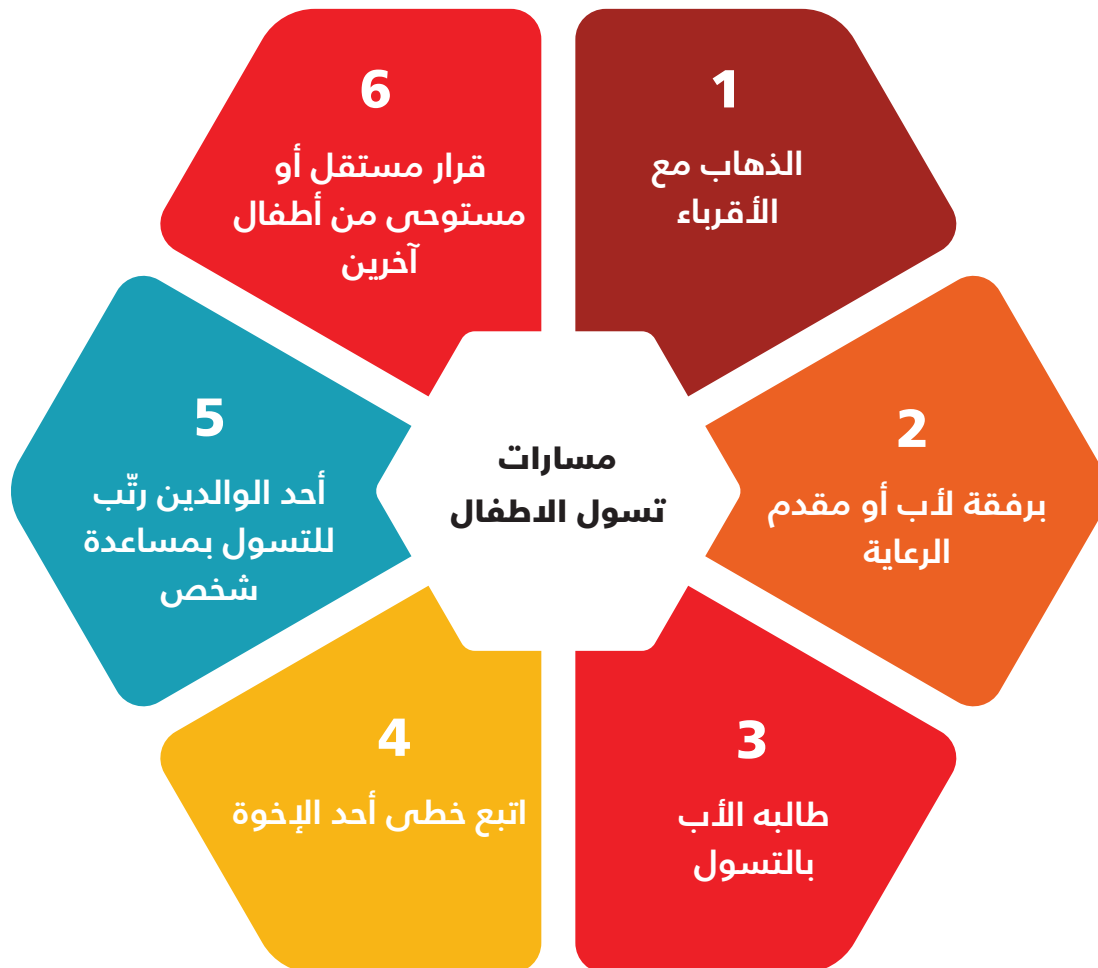 مسارات
تسول الاطفال
1
الذهاب مع
الأقرباء
2
برفقة لأب أو مقدم
الرعاية
3
طالبه الأب
بالتسول
4
اتبع خطى أحد الإخوة
5
أحد الوالدين رتّب
للتسول بمساعدة
شخص
6
قرار مستقل أو
مستوحى من أطفال
آخرين